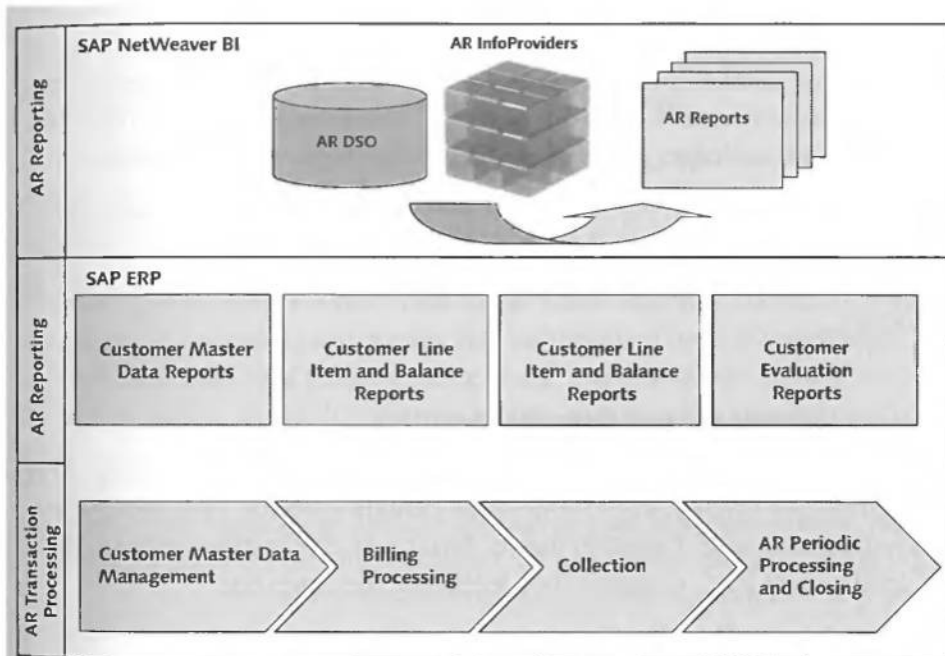 SAP NetWeaver BI
AR InfoProviders
AR Reporting
AR DSO
AR Reports
AR Reporting
SAP ERP
Customer Master
Data Reports
Customer Line
Item and Balance
Reports
Customer Line
Item and Balance
Reports
Customer
Evaluation
Reports
AR Transaction
Processing
Customer Master Data
Management
Billing
Processing
Collection
AR Periodic
Processing
and Closing